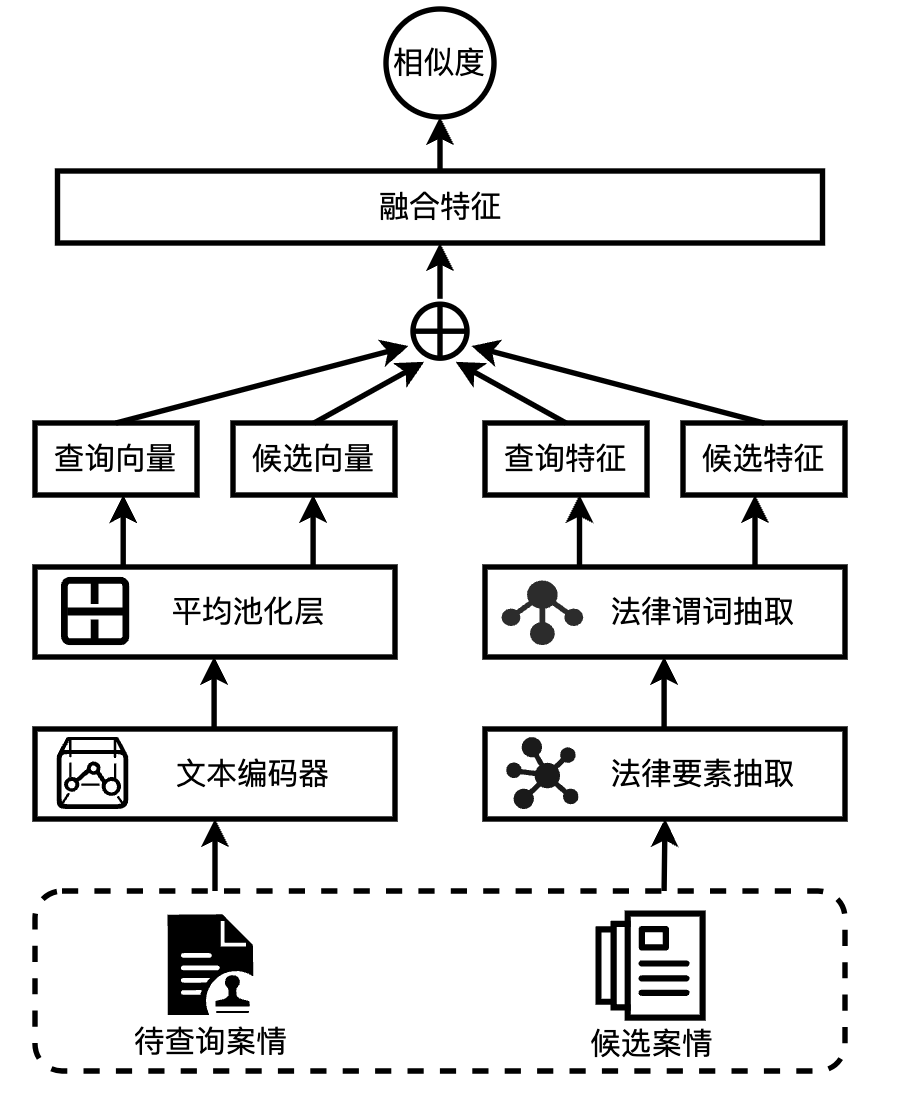 相似度
融合特征
查询向量
候选向量
查询特征
候选特征
平均池化层
法律谓词抽取
文本编码器
法律要素抽取
待查询案情
候选案情